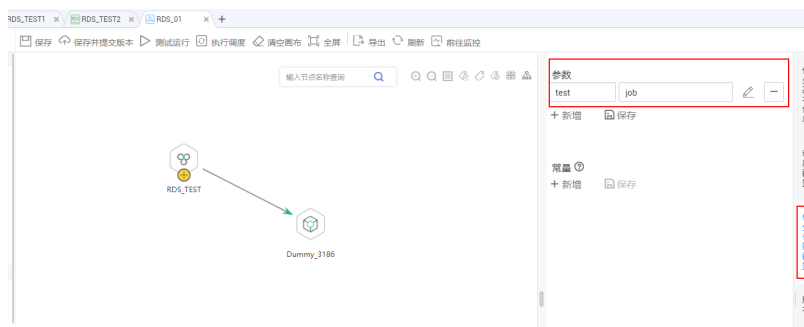 RDS_TEST1 × RDS_TEST2 × RDS_01 × +
保存 保存并提交版本 测试运行 执行调度 清空画布 全屏 导出 刷新 前往监控
输入节点名称查询
参数
test job
+ 新增 保存
常量
+ 新增 保存
RDS_TEST
Dummy_3186